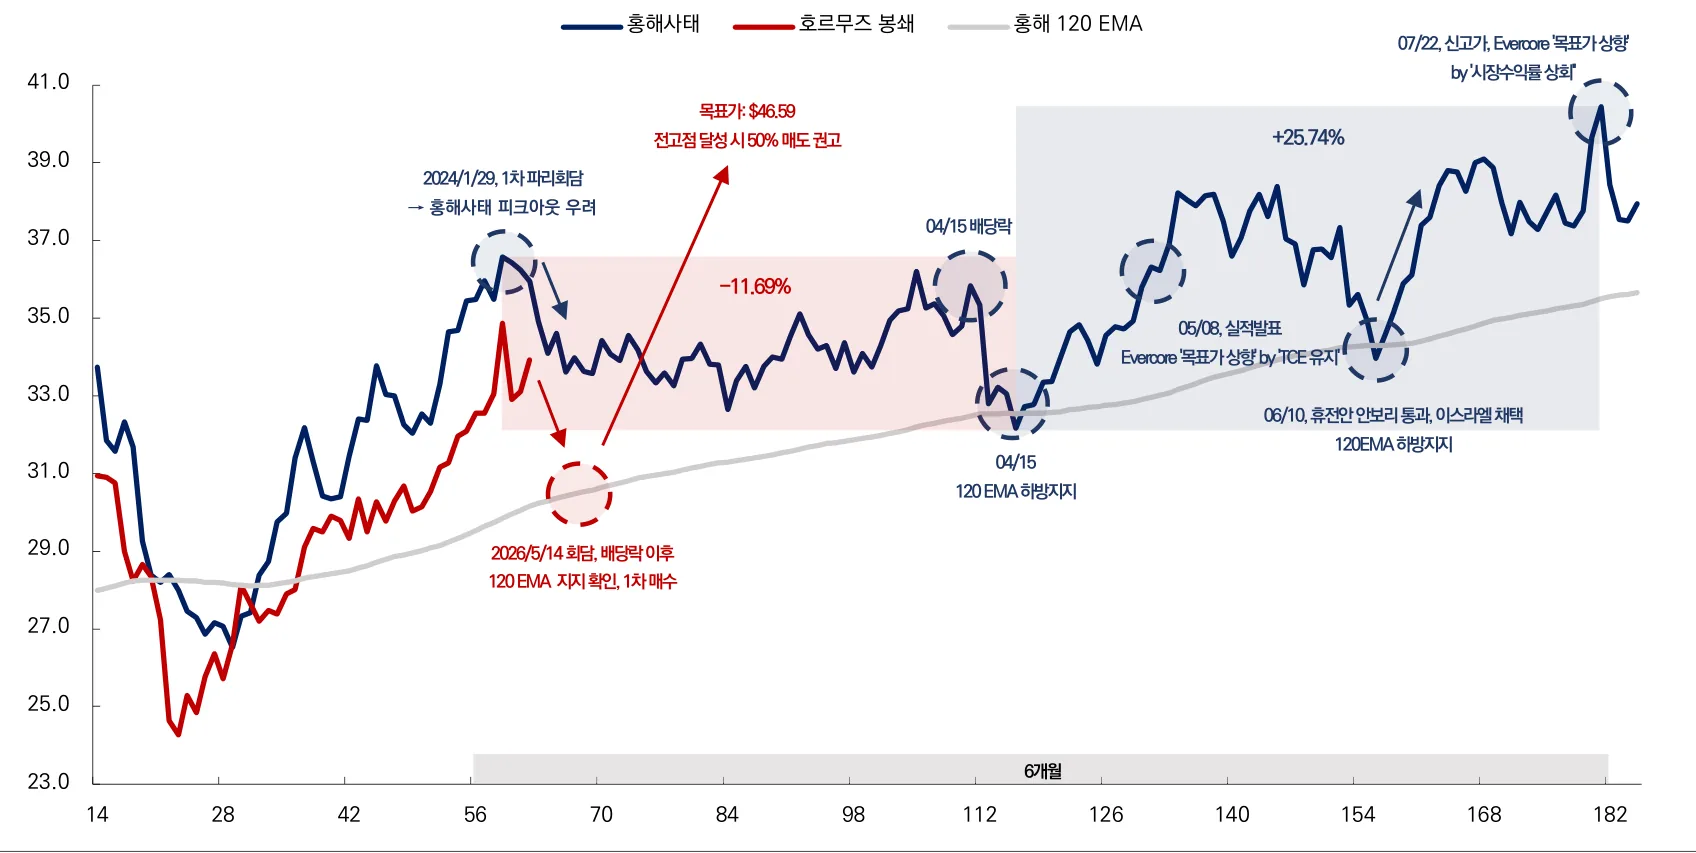 홍해사태
호르무즈 봉쇄
홍해 120 EMA
07/22, 신고가, Evercore '목표가 상향'
by '시장수익률 상회'
41.0
39.0
37.0
35.0
33.0
31.0
29.0
27.0
25.0
23.0
목표가: $46.59
전고점 달성 시 50% 매도 권고
+25.74%
2024/1/29, 1차 파리회담
→ 홍해사태 피크아웃 우려
04/15 배당락
-11.69%
05/08, 실적발표
Evercore '목표가 상향' by 'TCE 유지'
06/10, 휴전안 안보리 통과, 이스라엘 채택
120EMA 하방지지
04/15
120 EMA 하방지지
2026/5/14 회담, 배당락 이후
120 EMA 지지 확인, 1차 매수
6개월
14
28
42
56
70
84
98
112
126
140
154
168
182